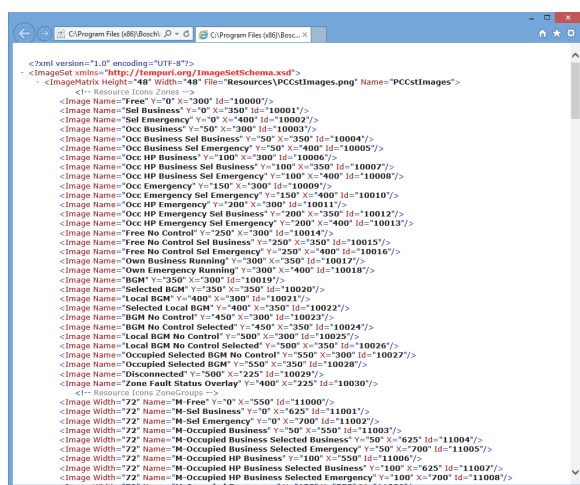 C:\Program Files (x86)\Bosch\
C:\Program Files (x86)\Bosc...
<?xml version="1.0" encoding="UTF-8"?>
- <ImageSet xmlns="http://tempuri.org/ImageSetSchema.xsd">
- <ImageMatrix Height="48" Width="48" File="Resources\PCCstImages.png" Name="PCCstImages">
<!-- Resource Icons Zones -->
<Image Name="Free" Y="0" X="300" Id="10000"/>
<Image Name="Sel Business" Y="0" X="350" Id="10001"/>
<Image Name="Sel Emergency" Y="0" X="400" Id="10002"/>
<Image Name="Occ Business" Y="50" X="300" Id="10003"/>
<Image Name="Occ Business Sel Business" Y="50" X="350" Id="10004"/>
<Image Name="Occ Business Sel Emergency" Y="50" X="400" Id="10005"/>
<Image Name="Occ HP Business" Y="100" X="300" Id="10006"/>
<Image Name="Occ HP Business Sel Business" Y="100" X="350" Id="10007"/>
<Image Name="Occ HP Business Sel Emergency" Y="100" X="400" Id="10008"/>
<Image Name="Occ Emergency" Y="150" X="300" Id="10009"/>
<Image Name="Occ Emergency Sel Emergency" Y="150" X="400" Id="10010"/>
<Image Name="Occ HP Emergency" Y="200" X="300" Id="10011"/>
<Image Name="Occ HP Emergency Sel Business" Y="200" X="350" Id="10012"/>
<Image Name="Occ HP Emergency Sel Emergency" Y="200" X="400" Id="10013"/>
<Image Name="Free No Control" Y="250" X="300" Id="10014"/>
<Image Name="Free No Control Sel Business" Y="250" X="350" Id="10015"/>
<Image Name="Free No Control Sel Emergency" Y="250" X="400" Id="10016"/>
<Image Name="Own Business Running" Y="300" X="350" Id="10017"/>
<Image Name="Own Emergency Running" Y="300" X="400" Id="10018"/>
<Image Name="BGM" Y="350" X="300" Id="10019"/>
<Image Name="Selected BGM" Y="350" X="350" Id="10020"/>
<Image Name="Local BGM" Y="400" X="300" Id="10021"/>
<Image Name="Selected Local BGM" Y="400" X="350" Id="10022"/>
<Image Name="BGM No Control" Y="450" X="300" Id="10023"/>
<Image Name="BGM No Control Selected" Y="450" X="350" Id="10024"/>
<Image Name="Local BGM No Control" Y="500" X="300" Id="10025"/>
<Image Name="Local BGM No Control Selected" Y="500" X="350" Id="10026"/>
<Image Name="Occupied Selected BGM No Control" Y="550" X="300" Id="10027"/>
<Image Name="Occupied Selected BGM" Y="550" X="350" Id="10028"/>
<Image Name="Disconnected" Y="500" X="225" Id="10029"/>
<Image Name="Zone Fault Status Overlay" Y="400" X="225" Id="10030"/>
<!-- Resource Icons ZoneGroups -->
<Image Width="72" Name="M-Free" Y="0" X="550" Id="11000"/>
<Image Width="72" Name="M-Sel Business" Y="0" X="625" Id="11001"/>
<Image Width="72" Name="M-Sel Emergency" Y="0" X="700" Id="11002"/>
<Image Width="72" Name="M-Occupied Business" Y="50" X="550" Id="11003"/>
<Image Width="72" Name="M-Occupied Business Selected Business" Y="50" X="625" Id="11004"/>
<Image Width="72" Name="M-Occupied Business Selected Emergency" Y="50" X="700" Id="11005"/>
<Image Width="72" Name="M-Occupied HP Business" Y="100" X="550" Id="11006"/>
<Image Width="72" Name="M-Occupied HP Business Selected Business" Y="100" X="625" Id="11007"/>
<Image Width="72" Name="M-Occupied HP Business Selected Emergency" Y="100" X="700" Id="11008"/>